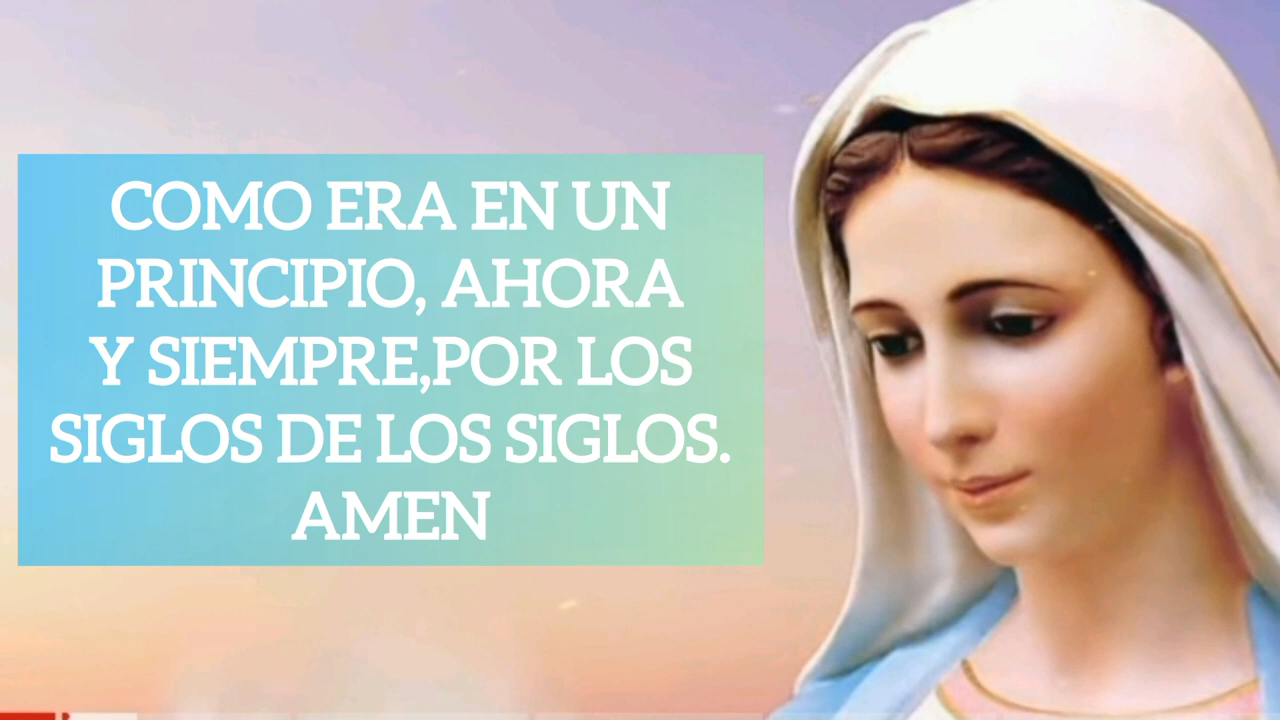 COMO ERA EN UN
PRINCIPIO, AHORA
Y SIEMPRE,POR LOS
SIGLOS DE LOS SIGLOS.
AMEN